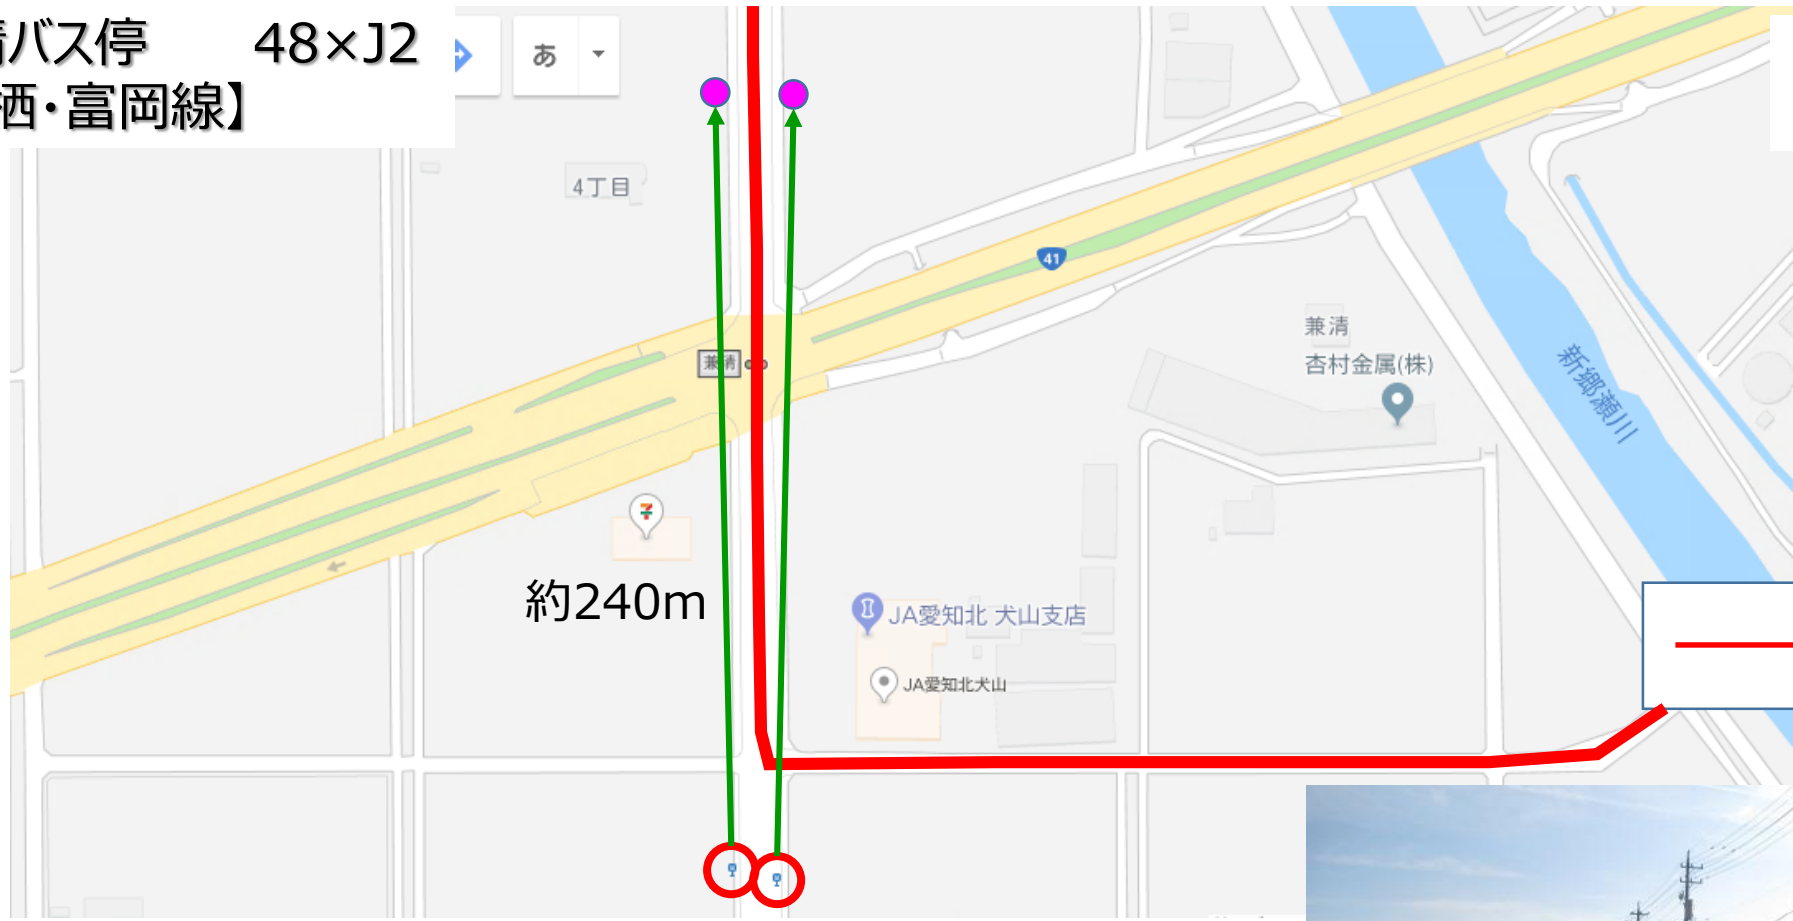 バス停 48×J2
栖・富岡線】
あ
4丁目
41
兼清
兼清
杏村金属(株)
新郷瀬川
7
約240m
JA愛知北 犬山支店
JA愛知北犬山